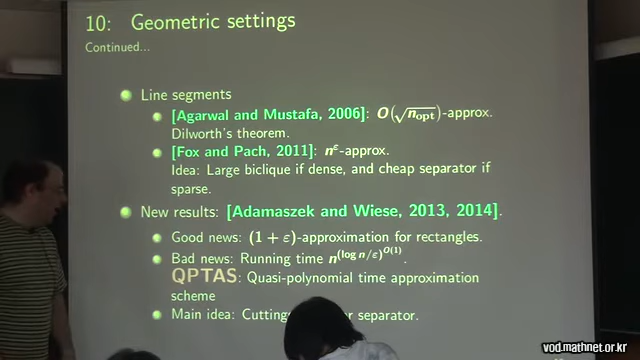 10: Geometric settings
Continued...
Line segments
[Agarwal and Mustafa, 2006]: O(√n_opt)-approx.
Dilworth's theorem.
[Fox and Pach, 2011]: n^ε-approx.
Idea: Large biclique if dense, and cheap separator if
sparse.
New results: [Adamaszek and Wiese, 2013, 2014].
Good news: (1 + ε)-approximation for rectangles.
Bad news: Running time n^(log n/ε)^O(1).
QPTAS: Quasi-polynomial time approximation
scheme
Main idea: Cutting separator.
vod.mathnet.or.kr